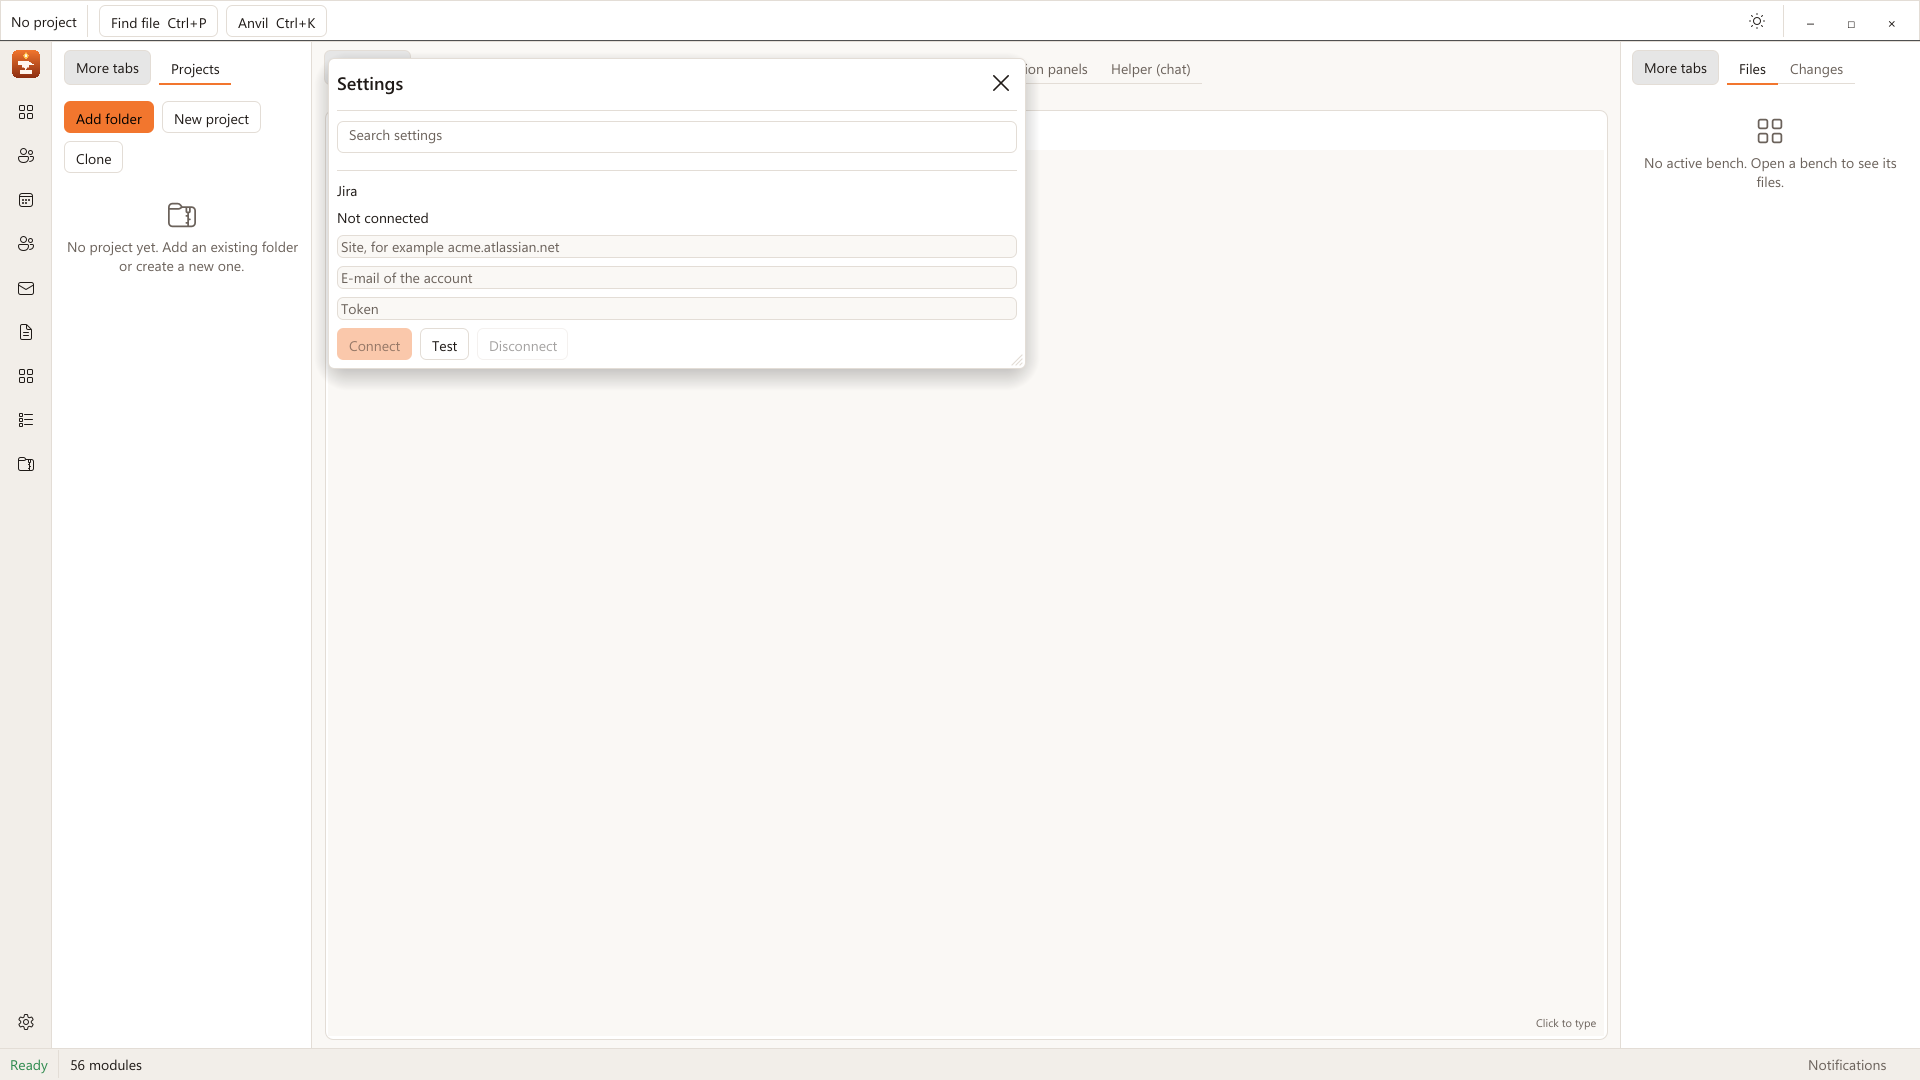 No project
Find file Ctrl+P
Anvil Ctrl+K
More tabs
Projects
Add folder
New project
Clone
No project yet. Add an existing folder
or create a new one.
Settings
Search settings
Jira
Not connected
Site, for example acme.atlassian.net
E-mail of the account
Token
Connect
Test
Disconnect
panels
Helper (chat)
Click to type
More tabs
Files
Changes
No active bench. Open a bench to see its
files.
Ready
56 modules
Notifications